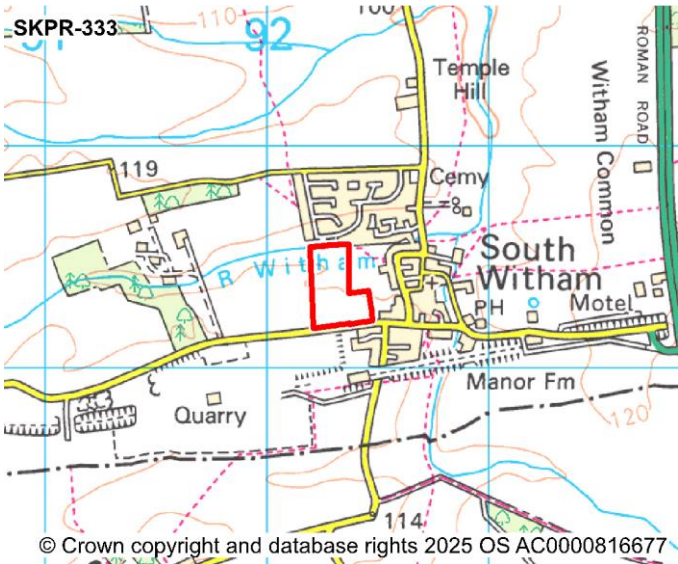 SKPR-333
92
110
100
Temple
Hill
ROMAN ROAD
Witham Common
119
Cemy
R Witham
South
Witham
PH
Motel
Manor Fm
Quarry
120
114
© Crown copyright and database rights 2025 OS AC0000816677